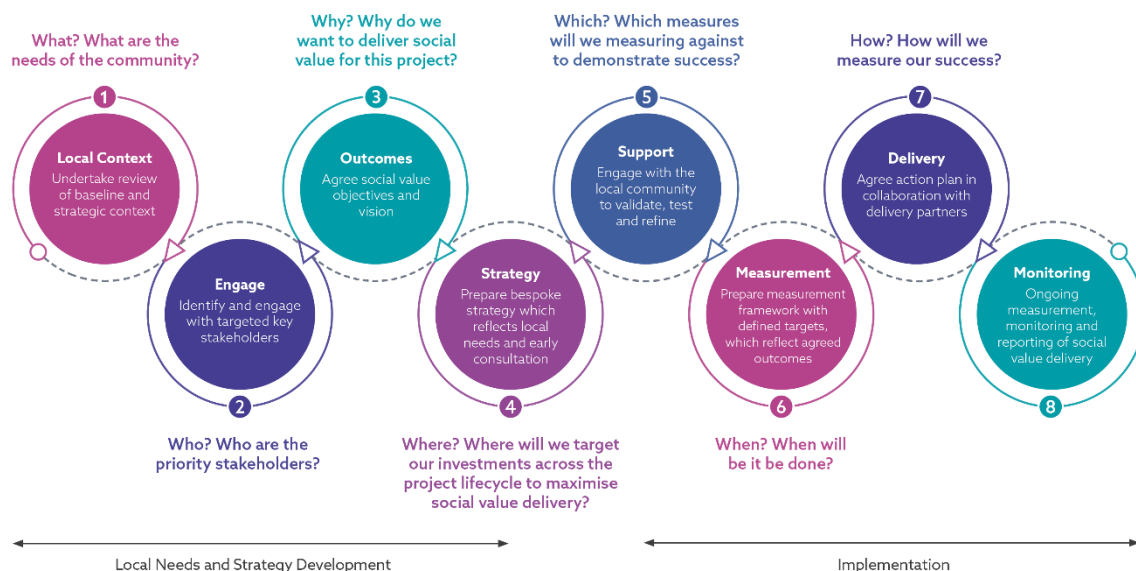 What? What are the
needs of the community?
1
Local Context
Undertake review
of baseline and
strategic context
Engage
Identify and engage
with targeted key
stakeholders
2
Who? Who are the
priority stakeholders?
Why? Why do we
want to deliver social
value for this project?
3
Outcomes
Agree social value
objectives and
vision
Strategy
Prepare bespoke
strategy which
reflects local
needs and early
consultation
4
Where? Where will we target
our investments across the
project lifecycle to maximise
social value delivery?
Which? Which measures
will we measuring against
to demonstrate success?
5
Support
Engage with the
local community
to validate, test
and refine
Measurement
Prepare measurement
framework with
defined targets,
which reflect agreed
outcomes
6
When? When will
be it be done?
How? How will we
measure our success?
7
Delivery
Agree action plan in
collaboration with
delivery partners
Monitoring
Ongoing
measurement,
monitoring and
reporting of social
value delivery
8
Local Needs and Strategy Development
Implementation